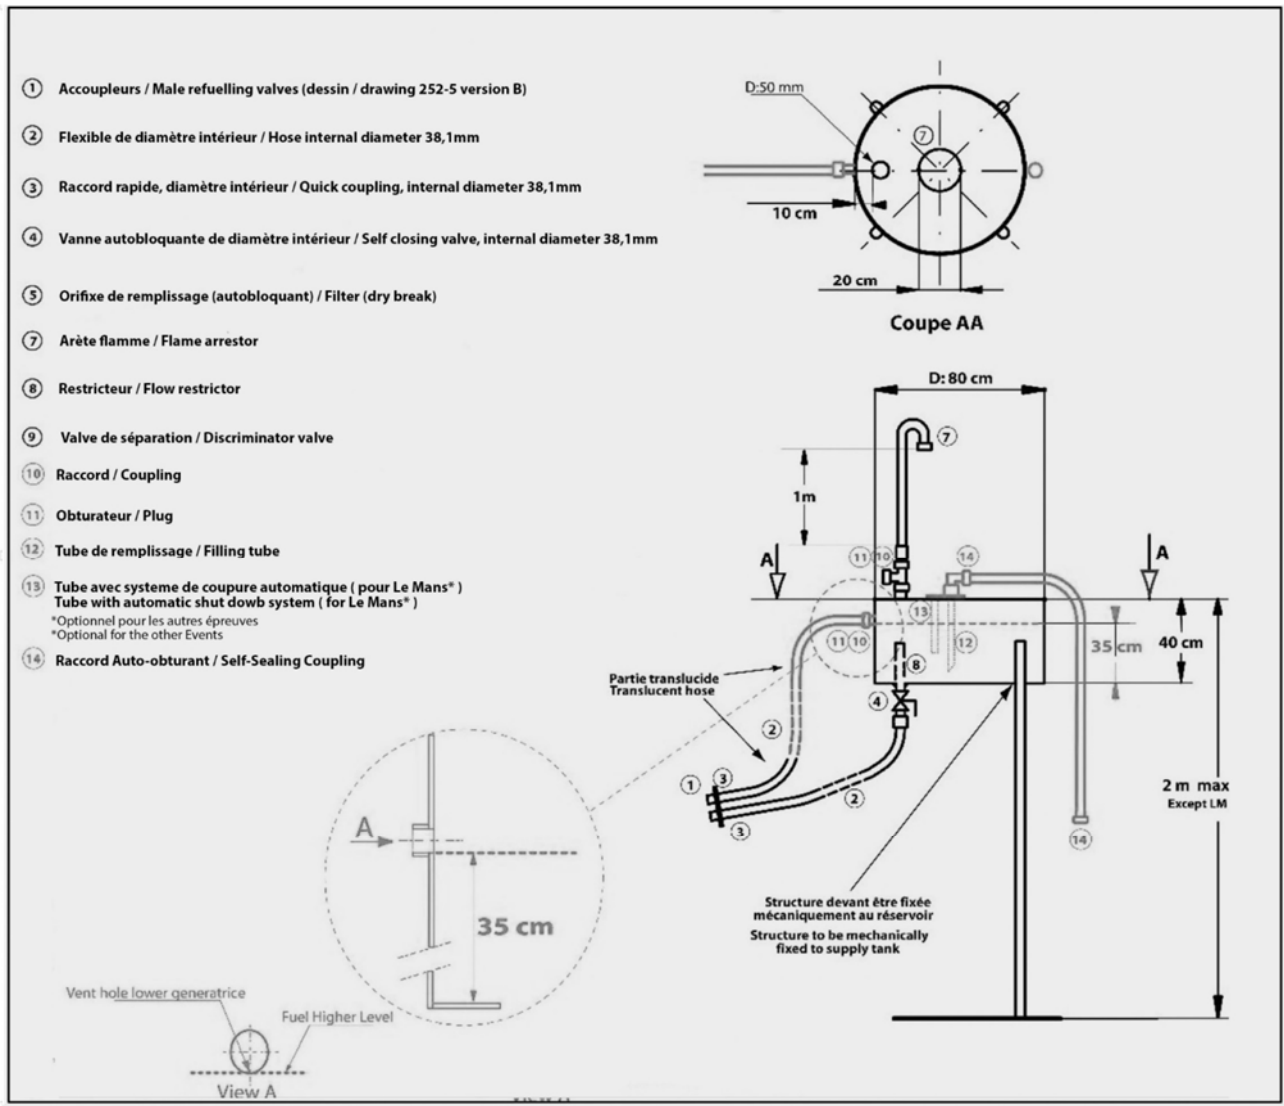 1 Accoupleurs / Male refuelling valves (dessin / drawing 252-5 version B)
2 Flexible de diamètre intérieur / Hose internal diameter 38,1mm
3 Raccord rapide, diamètre intérieur / Quick coupling, internal diameter 38,1mm
4 Vanne autobloquante de diamètre intérieur / Self closing valve, internal diameter 38,1mm
5 Orifixe de remplissage (autobloquant) / Filter (dry break)
7 Arète flamme / Flame arrestor
8 Restricteur / Flow restrictor
9 Valve de séparation / Discriminator valve
10 Raccord / Coupling
11 Obturateur / Plug
12 Tube de remplissage / Filling tube
13 Tube avec systeme de coupure automatique ( pour Le Mans* )
Tube with automatic shut dowb system ( for Le Mans* )
*Optionnel pour les autres épreuves
*Optional for the other Events
14 Raccord Auto-obturant / Self-Sealing Coupling
D:50 mm
7
10 cm
20 cm
Coupe AA
D: 80 cm
7
1m
A
11 10
14
A
13
11 10
12
35 cm
40 cm
8
Partie translucide
Translucent hose
4
2
1
3
2
3
2 m max
Except LM
14
Structure devant être fixée
mécaniquement au réservoir
Structure to be mechanically
fixed to supply tank
A
35 cm
Vent hole lower generatrice
Fuel Higher Level
View A